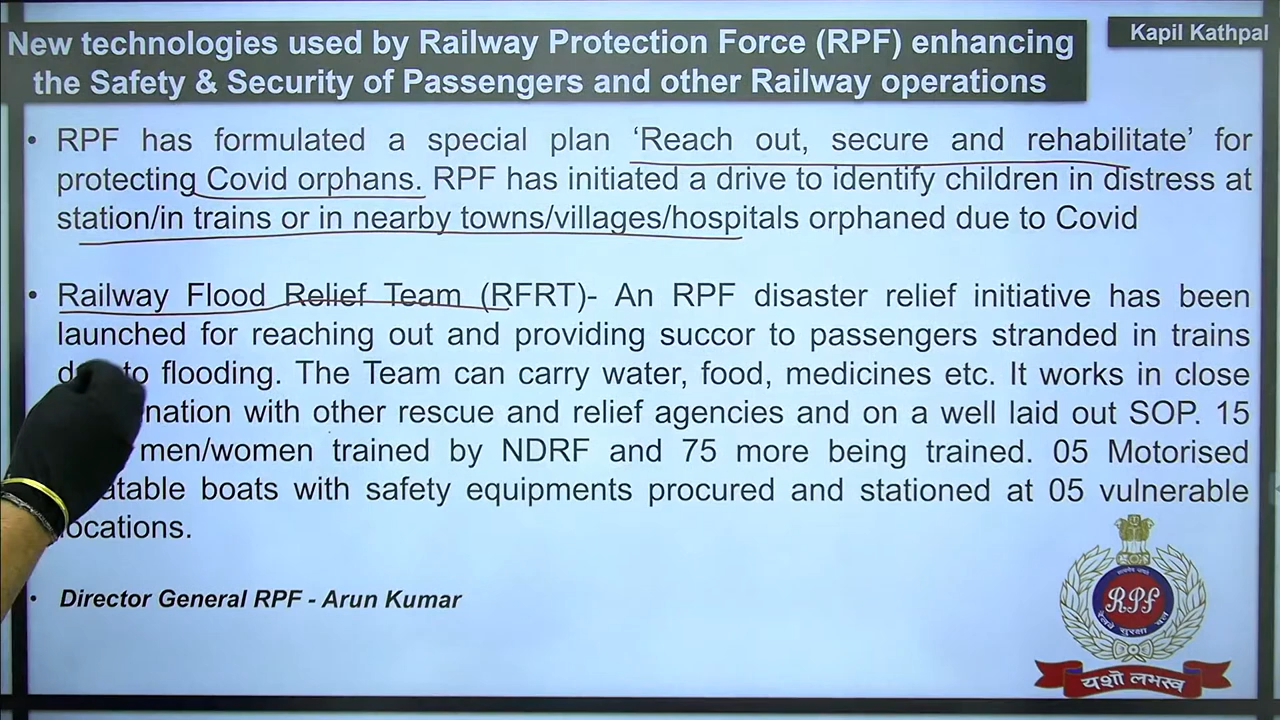 New technologies used by Railway Protection Force (RPF) enhancing
the Safety & Security of Passengers and other Railway operations
Kapil Kathpal
• RPF has formulated a special plan ‘Reach out, secure and rehabilitate’ for
protecting Covid orphans. RPF has initiated a drive to identify children in distress at
station/in trains or in nearby towns/villages/hospitals orphaned due to Covid
• Railway Flood Relief Team (RFRT)- An RPF disaster relief initiative has been
launched for reaching out and providing succor to passengers stranded in trains
to flooding. The Team can carry water, food, medicines etc. It works in close
nation with other rescue and relief agencies and on a well laid out SOP. 15
men/women trained by NDRF and 75 more being trained. 05 Motorised
atable boats with safety equipments procured and stationed at 05 vulnerable
locations.
• Director General RPF - Arun Kumar
RPF
रेलवे सुरक्षा बल
यशो लभस्व